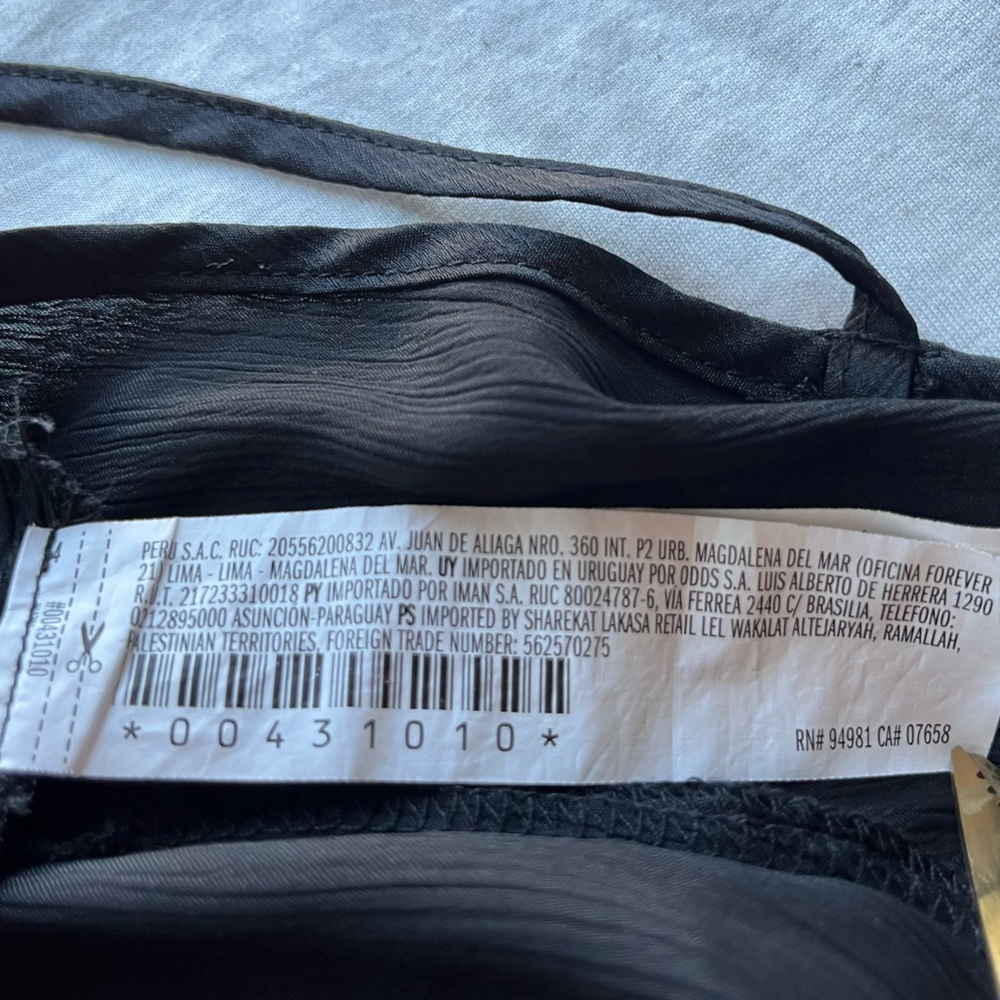 PERÚ S.A.C. RUC: 20556200832 AV. JUAN DE ALIAGA NRO. 360 INT. P2 URB. MAGDALENA DEL MAR (OFICINA FOREVER
21) LIMA - LIMA - MAGDALENA DEL MAR. UY IMPORTADO EN URUGUAY POR ODDS S.A. LUIS ALBERTO DE HERRERA 1290
R.U.T. 217233310018 PY IMPORTADO POR IMAN S.A. RUC 80024787-6, VÍA FERREA 2440 C/ BRASILIA, TELEFONO:
0212895000 ASUNCIÓN-PARAGUAY PS IMPORTED BY SHAREKAT LAKASA RETAIL LEL WAKALAT ALTEJARYAH, RAMALLAH,
PALESTINIAN TERRITORIES, FOREIGN TRADE NUMBER: 562570275
*00431010*
RN# 94981 CA# 07658
#00431010